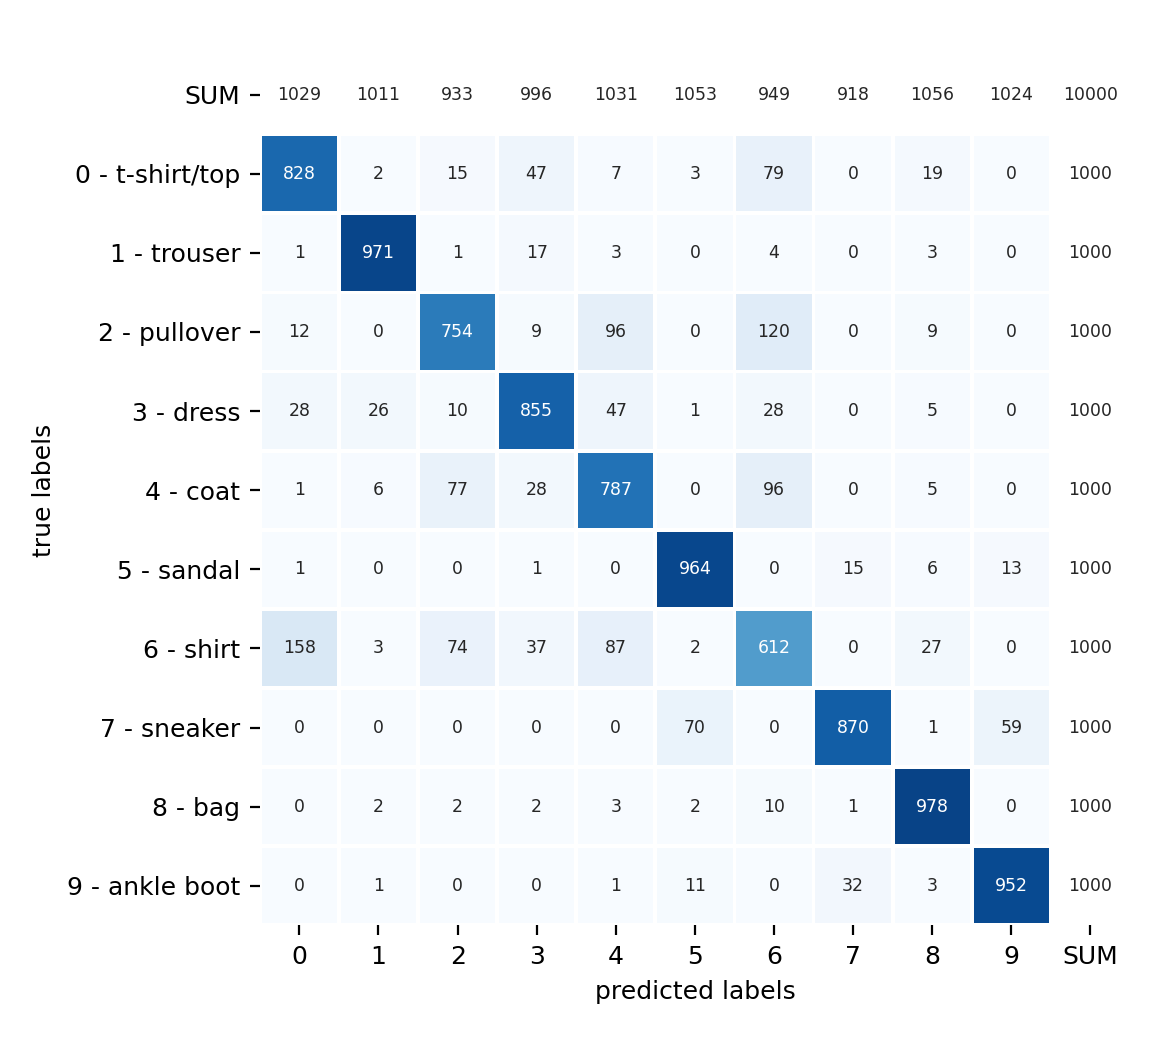 SUM 1029 1011 933 996 1031 1053 949 918 1056 1024 10000
0 - t-shirt/top 828 2 15 47 7 3 79 0 19 0 1000
1 - trouser 1 971 1 17 3 0 4 0 3 0 1000
2 - pullover 12 0 754 9 96 0 120 0 9 0 1000
3 - dress 28 26 10 855 47 1 28 0 5 0 1000
4 - coat 1 6 77 28 787 0 96 0 5 0 1000
5 - sandal 1 0 0 1 0 964 0 15 6 13 1000
6 - shirt 158 3 74 37 87 2 612 0 27 0 1000
7 - sneaker 0 0 0 0 0 70 0 870 1 59 1000
8 - bag 0 2 2 2 3 2 10 1 978 0 1000
9 - ankle boot 0 1 0 0 1 11 0 32 3 952 1000
0 1 2 3 4 5 6 7 8 9 SUM
predicted labels
true labels